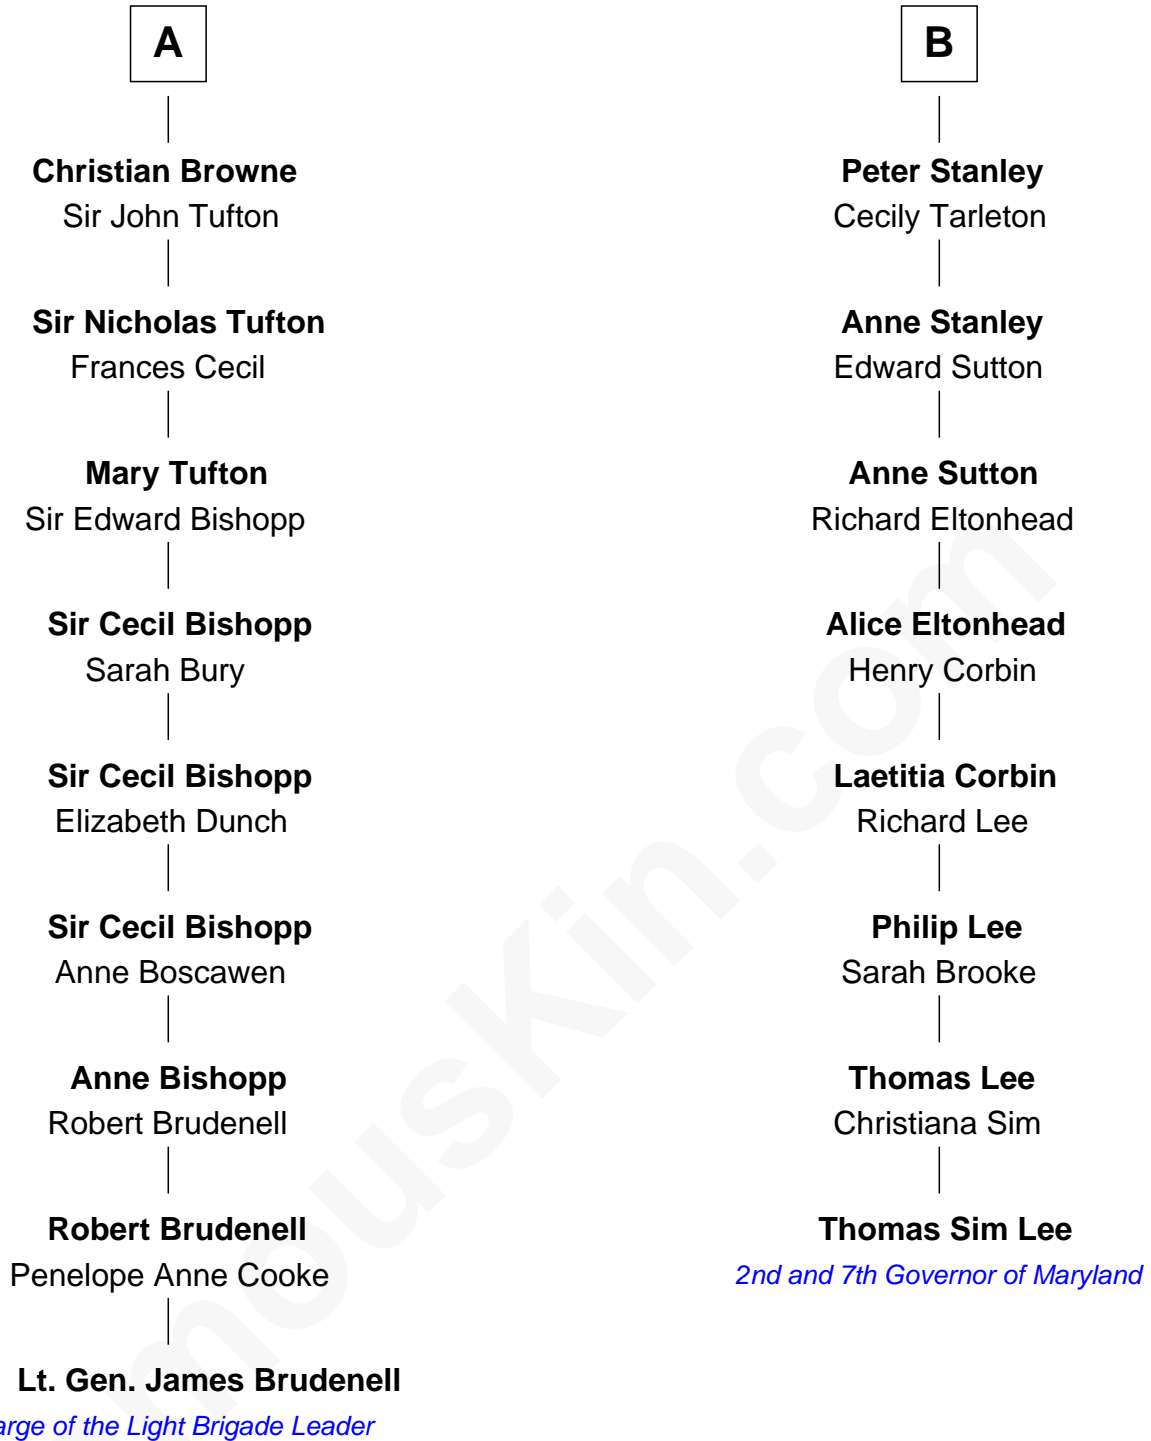 A
Christian Browne
Sir John Tufton
Sir Nicholas Tufton
Frances Cecil
Mary Tufton
Sir Edward Bishopp
Sir Cecil Bishopp
Sarah Bury
Sir Cecil Bishopp
Elizabeth Dunch
Sir Cecil Bishopp
Anne Boscawen
Anne Bishopp
Robert Brudenell
Robert Brudenell
Penelope Anne Cooke
Lt. Gen. James Brudenell
arge of the Light Brigade Leader
B
Peter Stanley
Cecily Tarleton
Anne Stanley
Edward Sutton
Anne Sutton
Richard Eltonhead
Alice Eltonhead
Henry Corbin
Laetitia Corbin
Richard Lee
Philip Lee
Sarah Brooke
Thomas Lee
Christiana Sim
Thomas Sim Lee
2nd and 7th Governor of Maryland
mousKin.com